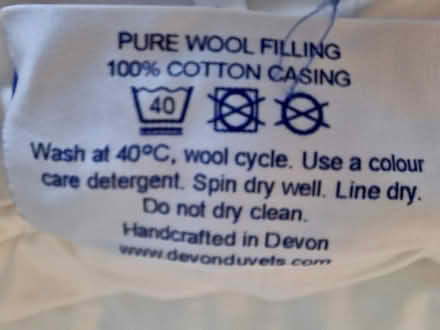 PURE WOOL FILLING
100% COTTON CASING
40
Wash at 40ºC, wool cycle. Use a colour
care detergent. Spin dry well. Line dry.
Do not dry clean.
Handcrafted in Devon
www.devonduvets.com